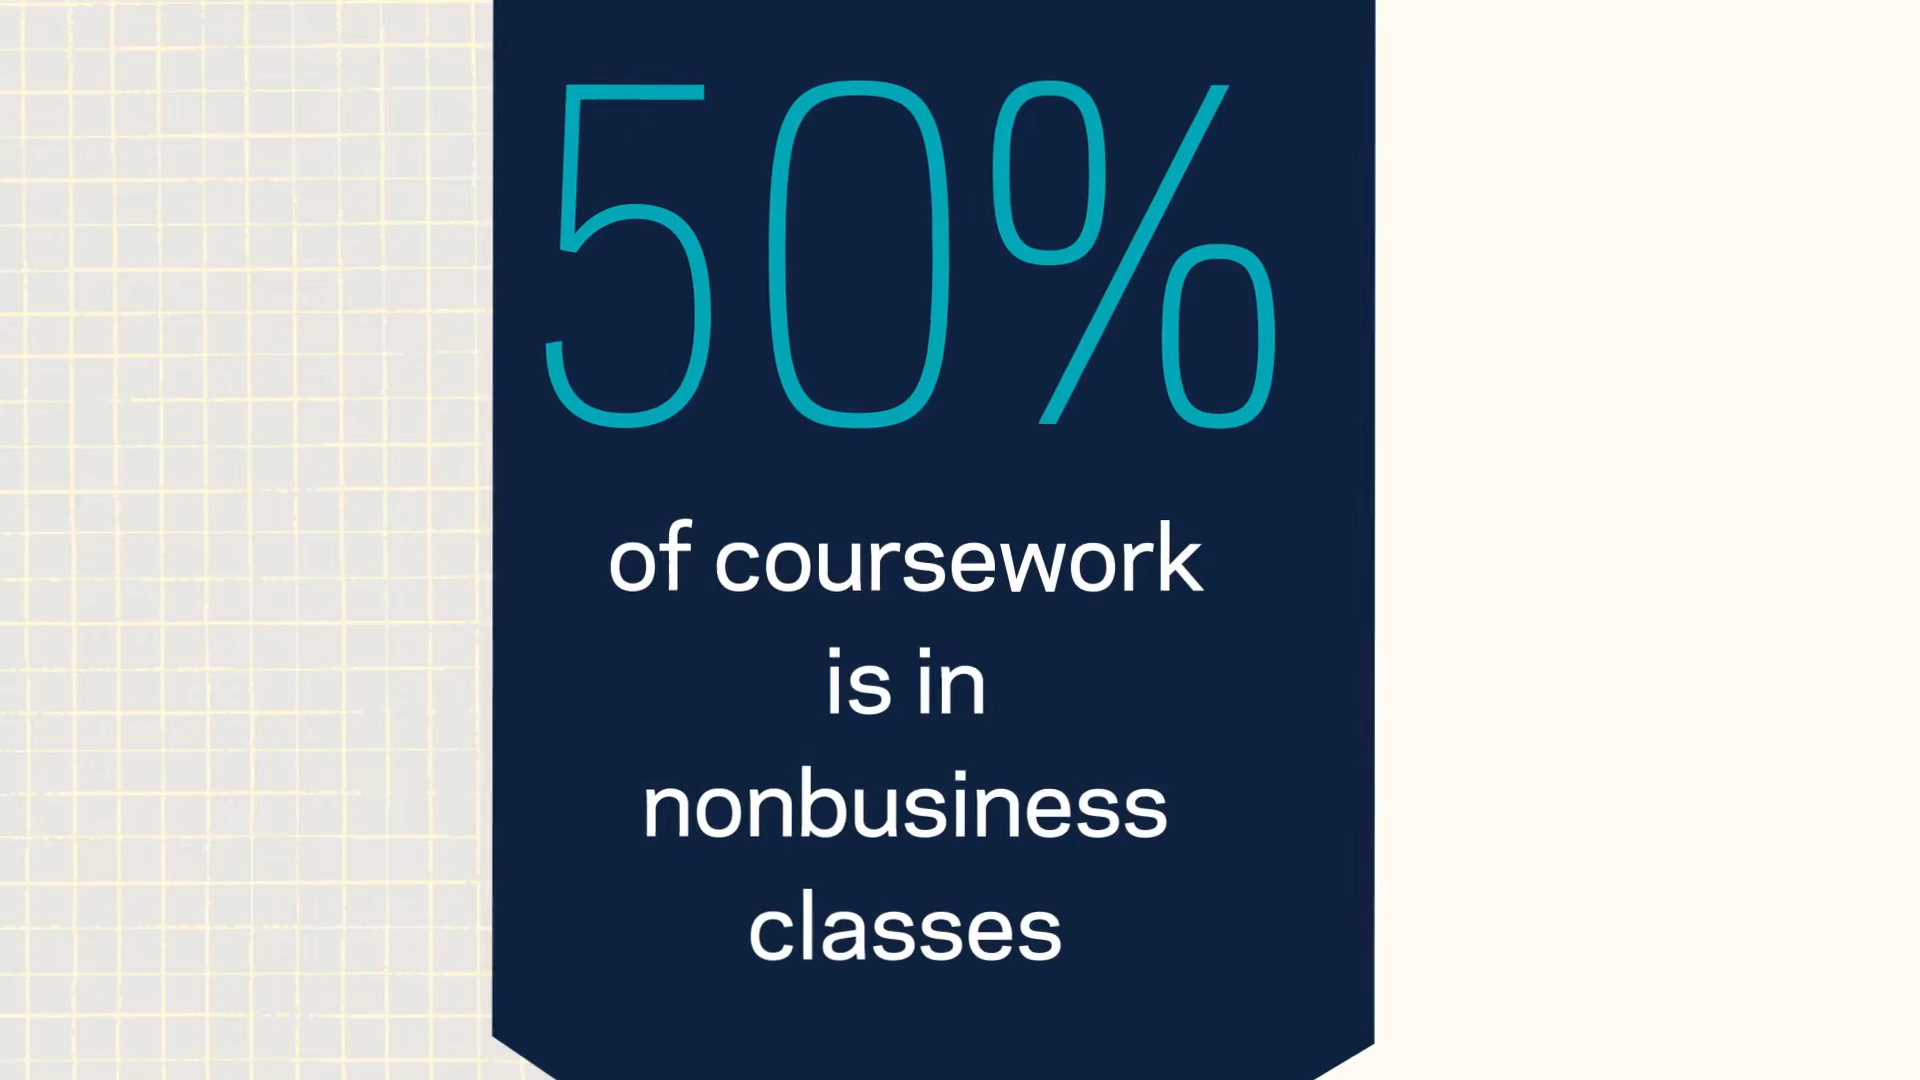 50%
of coursework
is in
nonbusiness
classes